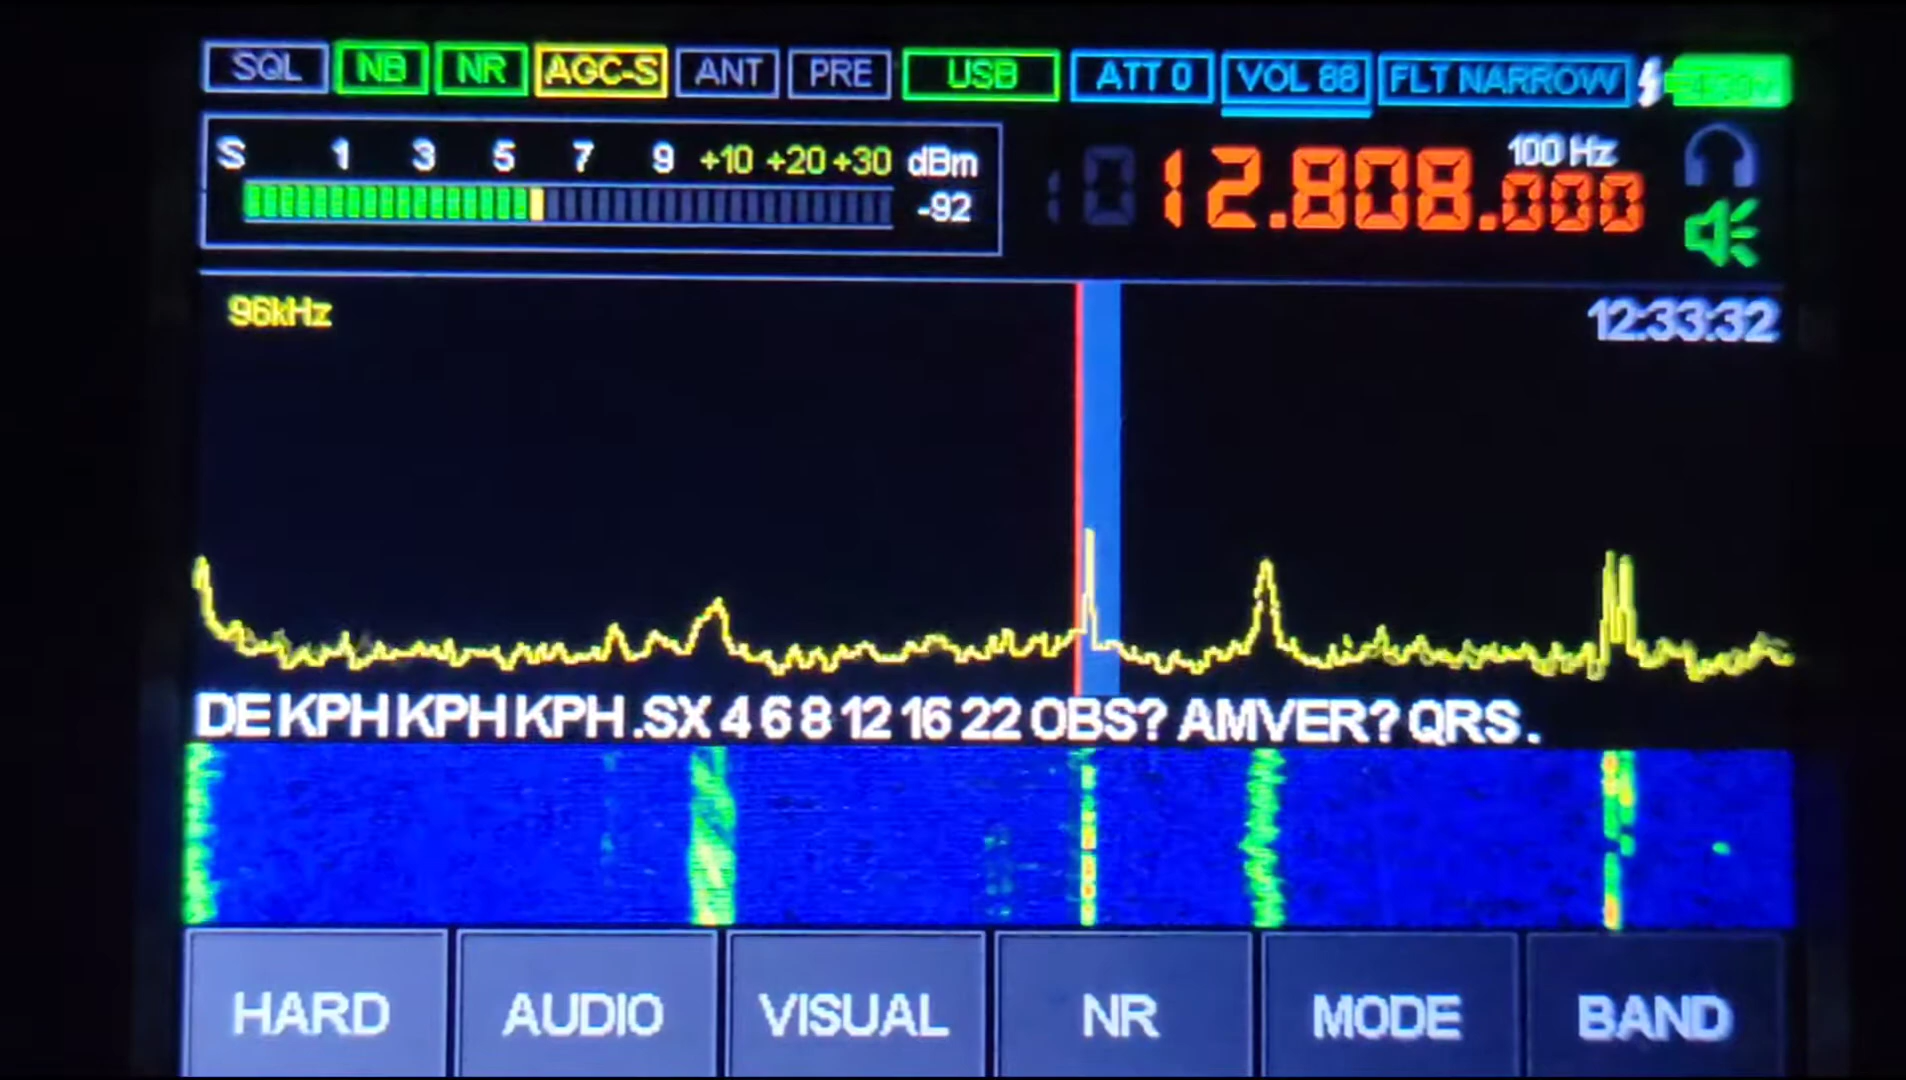 SQL NB NR AGC-S ANT PRE USB ATT 0 VOL 88 FLT NARROW
S 1 3 5 7 9 +10 +20 +30 dBm
-92
100 Hz
12.808.000
96kHz
12:33:32
DE KPH KPH KPH .SX 4 6 8 12 16 22 OBS? AMVER? QRS .
HARD AUDIO VISUAL NR MODE BAND